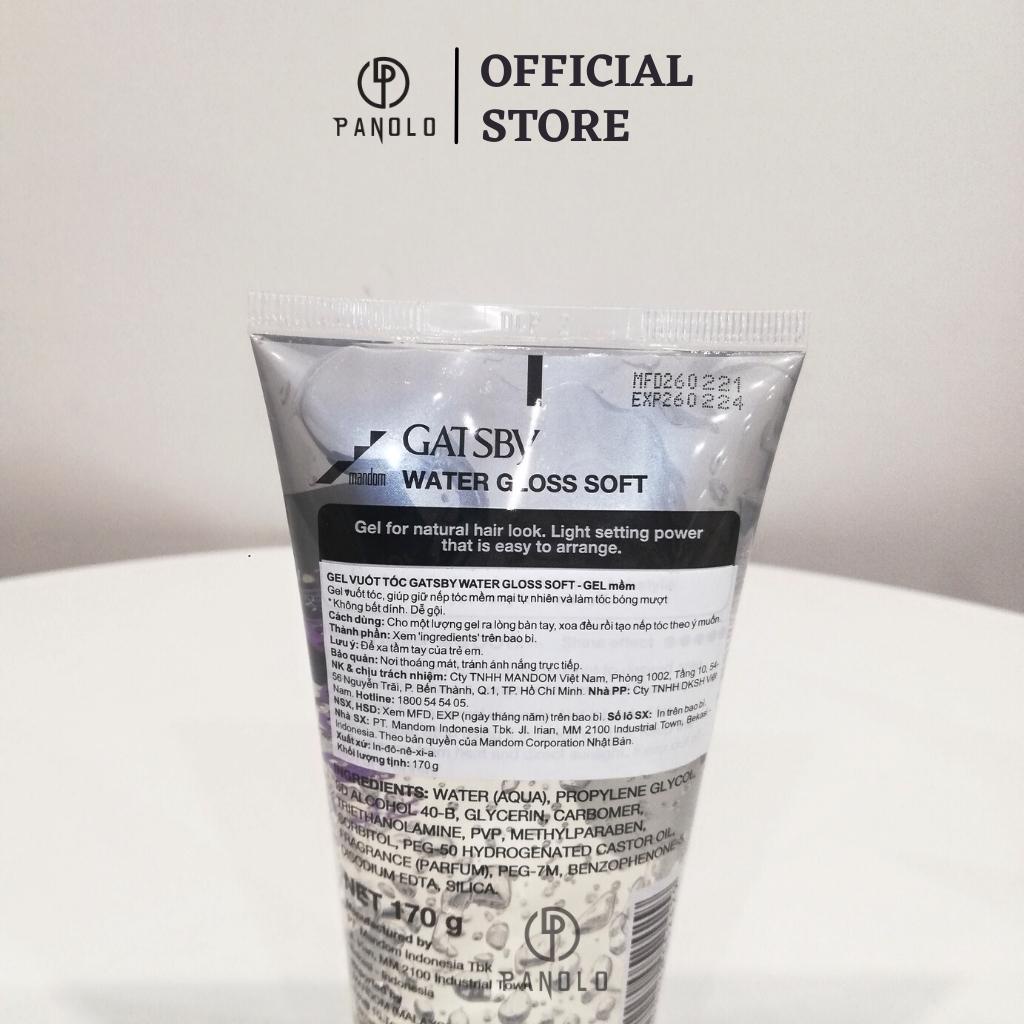 PANOLO
OFFICIAL
STORE
MFD260221
EXP260224
GATSBY
mandom
WATER GLOSS SOFT
Gel for natural hair look. Light setting power
that is easy to arrange.
GEL VUỐT TÓC GATSBY WATER GLOSS SOFT - GEL mềm
Gel vuốt tóc, giúp giữ nếp tóc mềm mại tự nhiên và làm tóc bóng mượt
* Không bết dính. Dễ gội.
Cách dùng: Cho một lượng gel ra lòng bàn tay, xoa đều rồi tạo nếp tóc theo ý muốn.
Thành phần: Xem 'ingredients' trên bao bì.
Lưu ý: Để xa tầm tay của trẻ em.
Bảo quản: Nơi thoáng mát, tránh ánh nắng trực tiếp.
NK & chịu trách nhiệm: Cty TNHH MANDOM Việt Nam, Phòng 1002, Tầng 10, 54-
56 Nguyễn Trãi, P. Bến Thành, Q.1, TP. Hồ Chí Minh. Nhà PP: Cty TNHH DKSH Việt
Nam. Hotline: 1800 54 54 05.
NSX, HSD: Xem MFD, EXP (ngày tháng năm) trên bao bì. Số lô SX: In trên bao bì.
Nhà SX: PT. Mandom Indonesia Tbk. Jl. Irian, MM 2100 Industrial Town, Bekasi -
Indonesia. Theo bản quyền của Mandom Corporation Nhật Bản.
Xuất xứ: In-đô-nê-xi-a.
Khối lượng tịnh: 170 g
INGREDIENTS: WATER (AQUA), PROPYLENE GLYCOL,
SD ALCOHOL 40-B, GLYCERIN, CARBOMER,
TRIETHANOLAMINE, PVP, METHYLPARABEN,
SORBITOL, PEG-50 HYDROGENATED CASTOR OIL,
FRAGRANCE (PARFUM), PEG-7M, BENZOPHENONE-
DISODIUM EDTA, SILICA.
NET 170 g
Manufactured by
Mandom Indonesia Tbk
MM 2100 Industrial Town
Indonesia
PANOLO